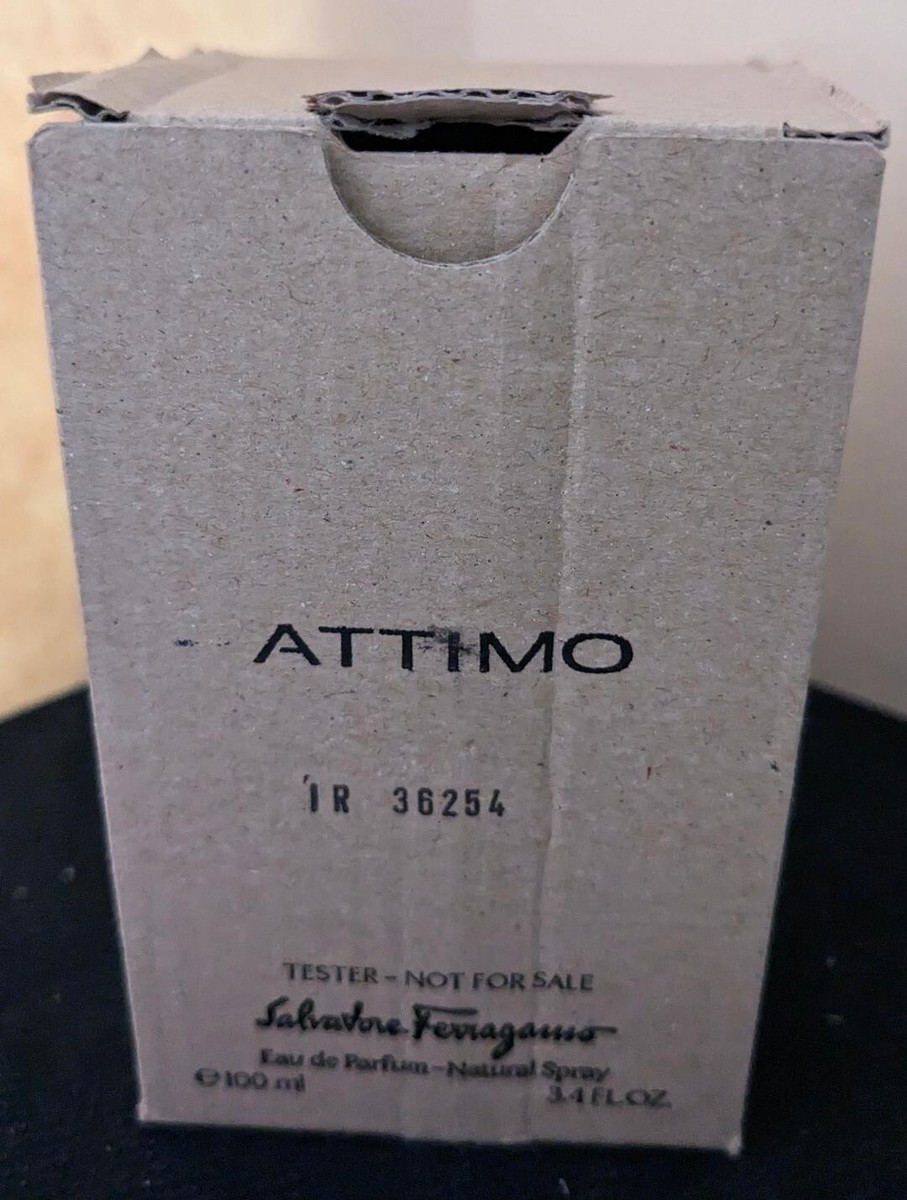 ATTIMO
IR 36254
TESTER - NOT FOR SALE
Salvatore Ferragamo
Eau de Parfum - Natural Spray
℮ 100 ml 3.4 FL.OZ.